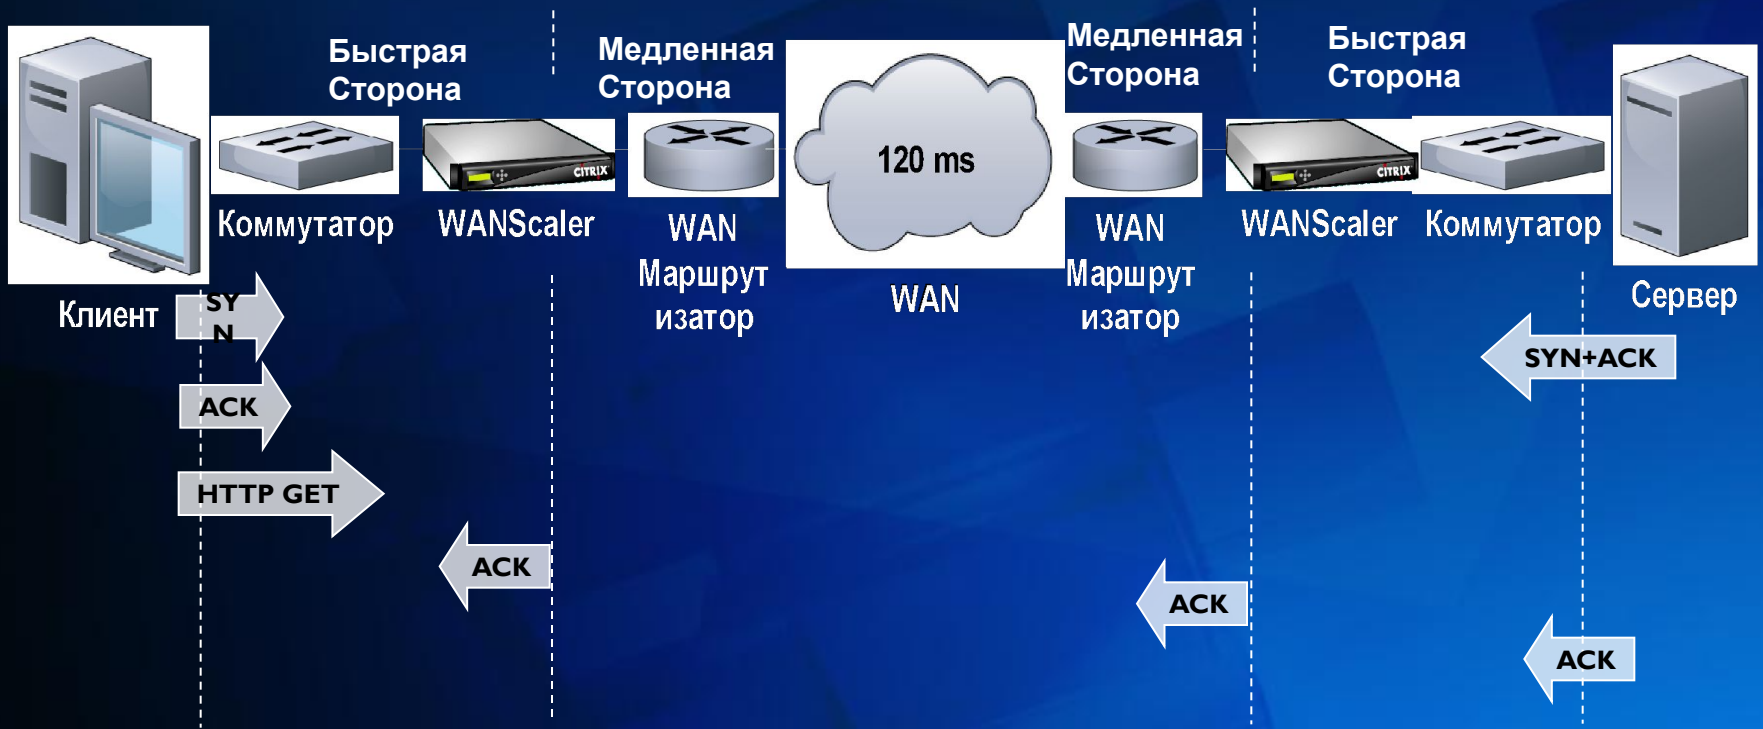 Быстрая
Сторона
Медленная
Сторона
Медленная
Сторона
Быстрая
Сторона
120 ms
CITRIX
CITRIX
Коммутатор
WANScaler
WAN
Маршрут
изатор
WAN
WAN
Маршрут
изатор
WANScaler
Коммутатор
Клиент
Сервер
SY
N
SYN+ACK
ACK
HTTP GET
ACK
ACK
ACK